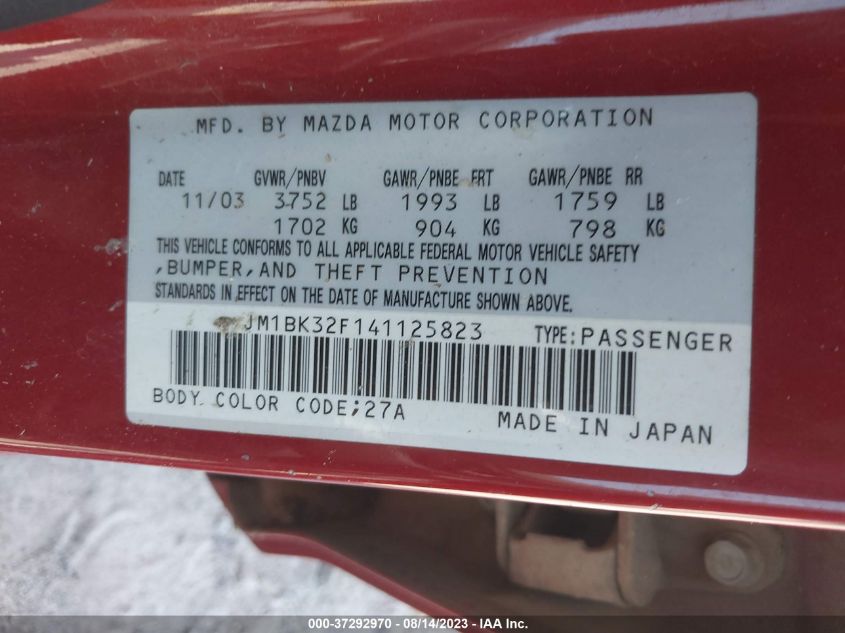 MFD. BY MAZDA MOTOR CORPORATION
DATE GVWR/PNBV GAWR/PNBE FRT GAWR/PNBE RR
11/03 3752 LB 1993 LB 1759 LB
1702 KG 904 KG 798 KG
THIS VEHICLE CONFORMS TO ALL APPLICABLE FEDERAL MOTOR VEHICLE SAFETY
,BUMPER,AND THEFT PREVENTION
STANDARDS IN EFFECT ON THE DATE OF MANUFACTURE SHOWN ABOVE.
JM1BK32F141125823 TYPE:PASSENGER
BODY COLOR CODE;27A MADE IN JAPAN
000-37292970 - 08/14/2023 - IAA Inc.